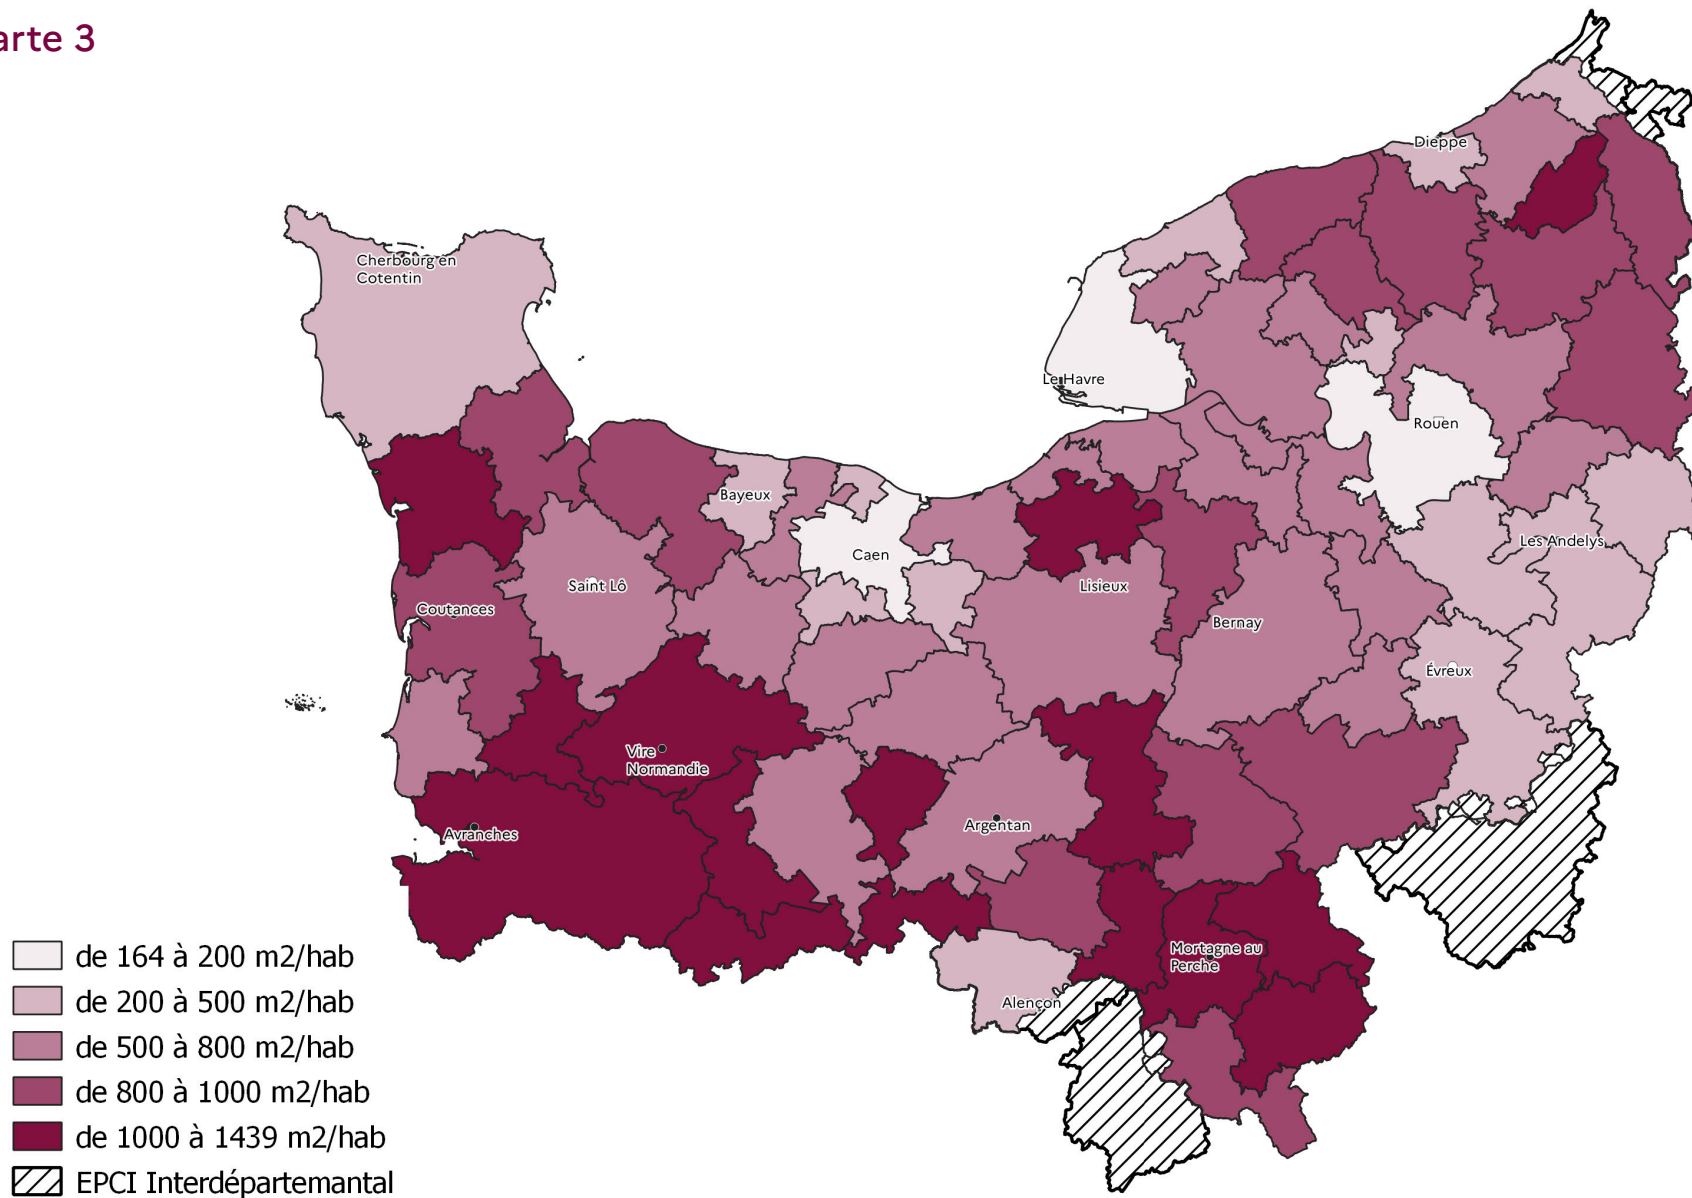 arte 3
Dieppe
Cherbourg en
Cotentin
Le Havre
Rouen
Bayeux
Caen
Les Andelys
Saint Lô
Lisieux
Coutances
Bernay
Évreux
Vire
Normandie
Avranches
Argentan
Mortagne au
Perche
Alençon
de 164 à 200 m2/hab
de 200 à 500 m2/hab
de 500 à 800 m2/hab
de 800 à 1000 m2/hab
de 1000 à 1439 m2/hab
EPCI Interdépartemantal